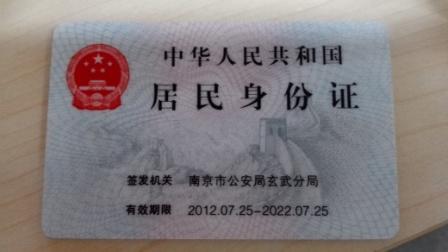 中华人民共和国
居民身份证
签发机关 南京市公安局玄武分局
有效期限 2012.07.25-2022.07.25